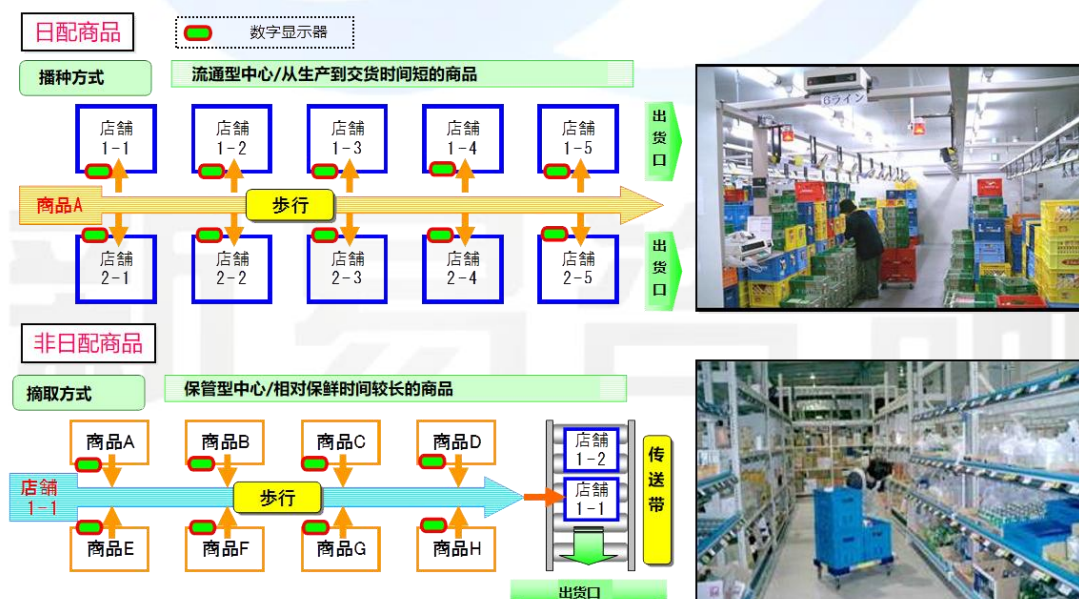 日配商品
数字显示器
播种方式
流通型中心/从生产到交货时间短的商品
店舗
1-1
店舗
1-2
店舗
1-3
店舗
1-4
店舗
1-5
出
货
口
商品A
歩行
店舗
2-1
店舗
2-2
店舗
2-3
店舗
2-4
店舗
2-5
出
货
口
Bライン
非日配商品
摘取方式
保管型中心/相对保鲜时间较长的商品
商品A
商品B
商品C
商品D
店舗
1-1
歩行
商品E
商品F
商品G
商品H
店舗
1-2
店舗
1-1
传
送
带
出货口